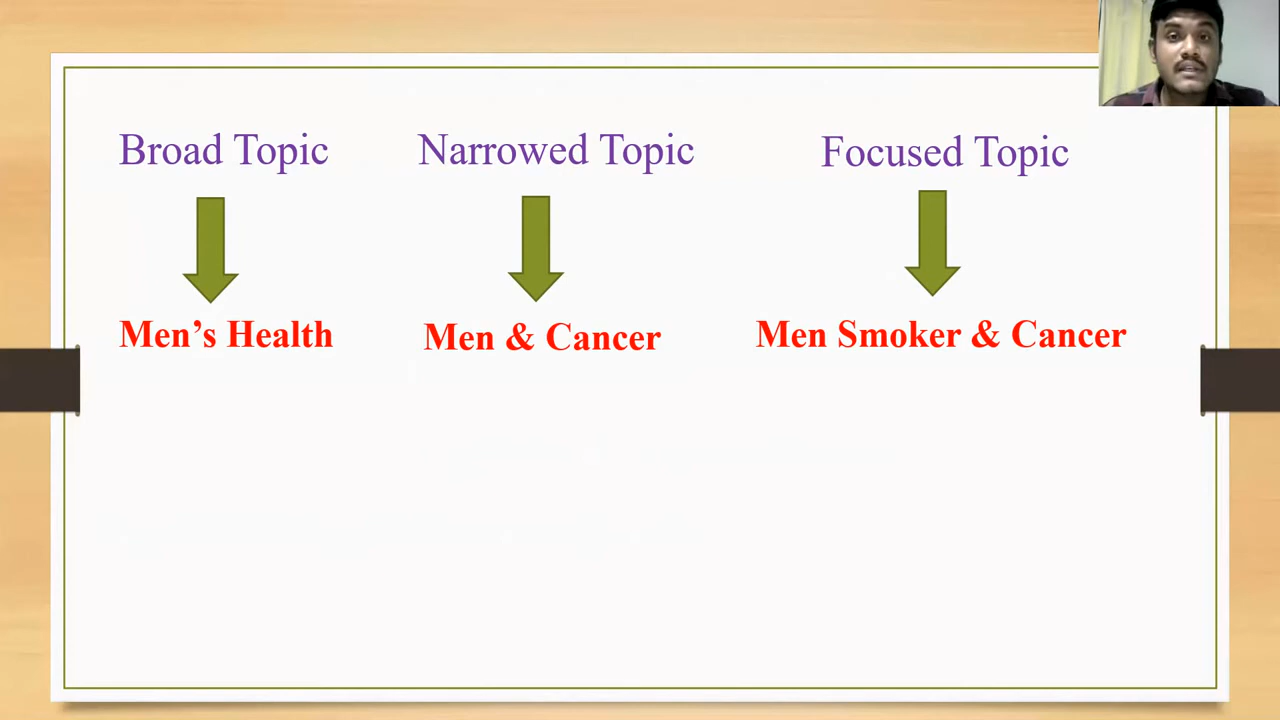 Broad Topic
Narrowed Topic
Focused Topic
Men’s Health
Men & Cancer
Men Smoker & Cancer